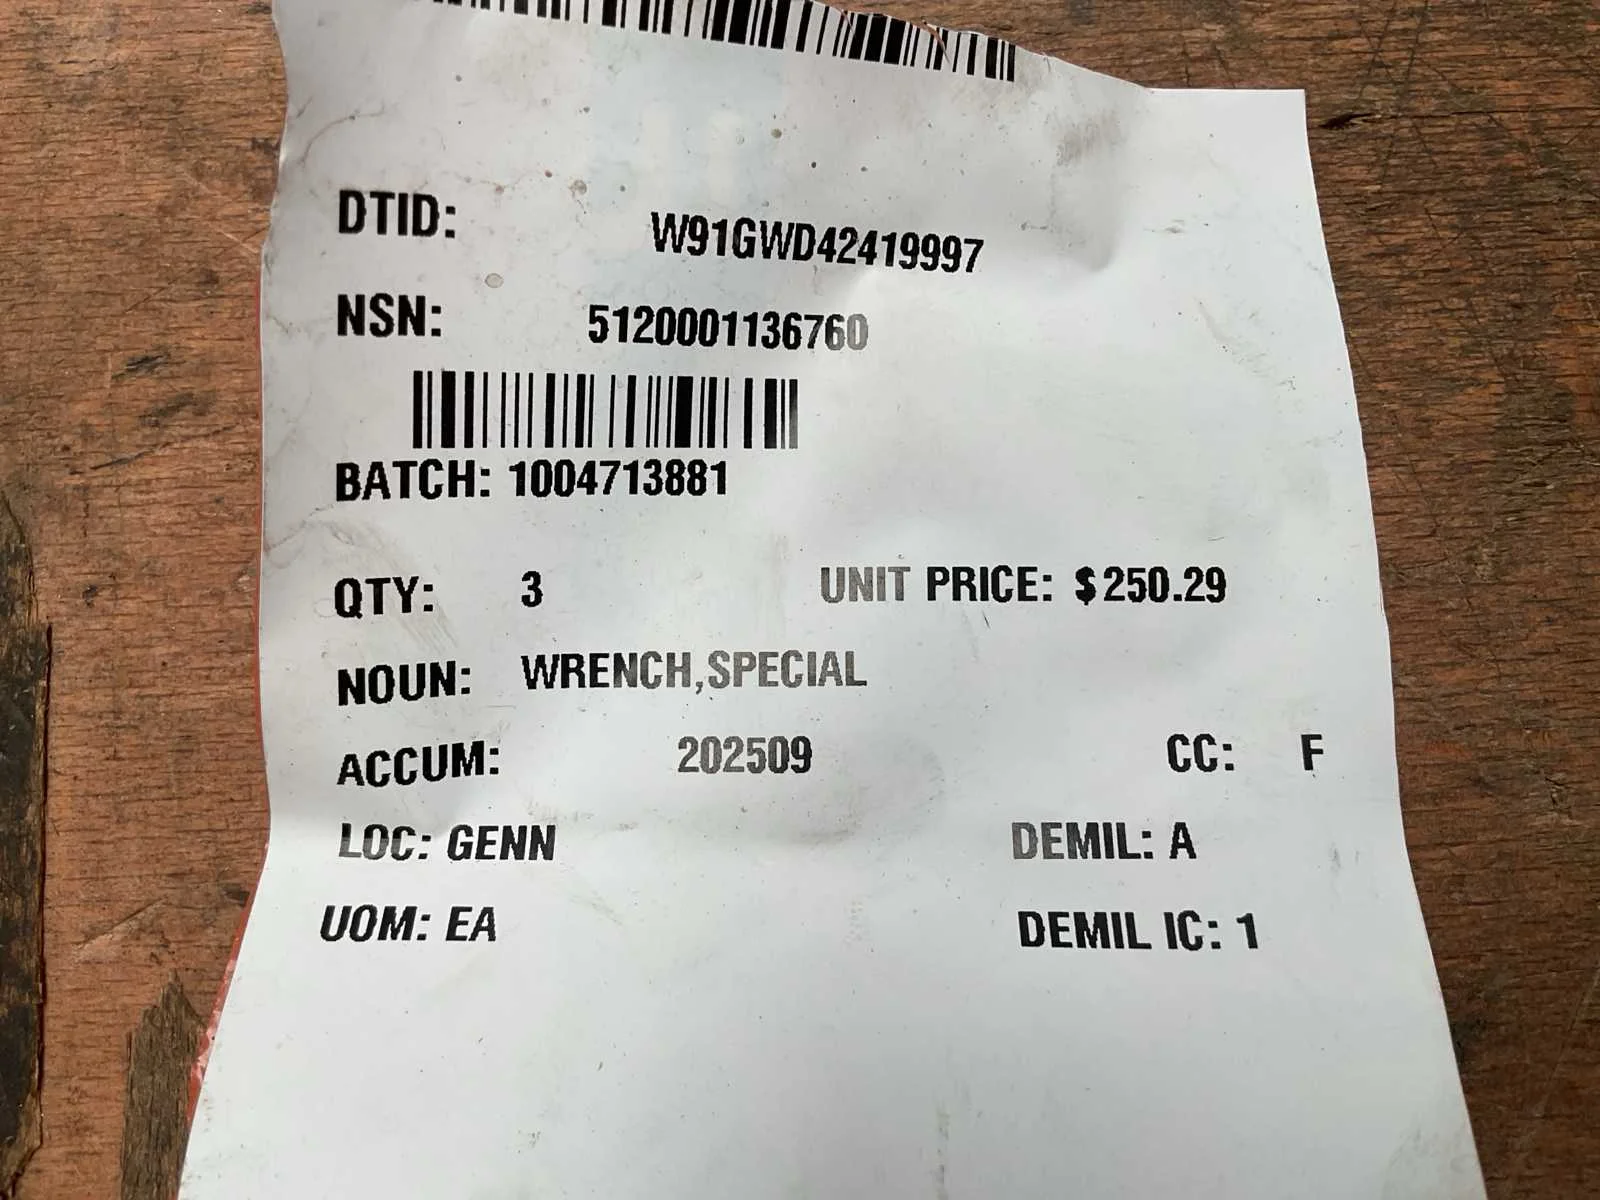 DTID: W91GWD42419997
NSN: 5120001136760
BATCH: 1004713881
QTY: 3 UNIT PRICE: $250.29
NOUN: WRENCH,SPECIAL
ACCUM: 202509 CC: F
LOC: GENN DEMIL: A
UOM: EA DEMIL IC: 1